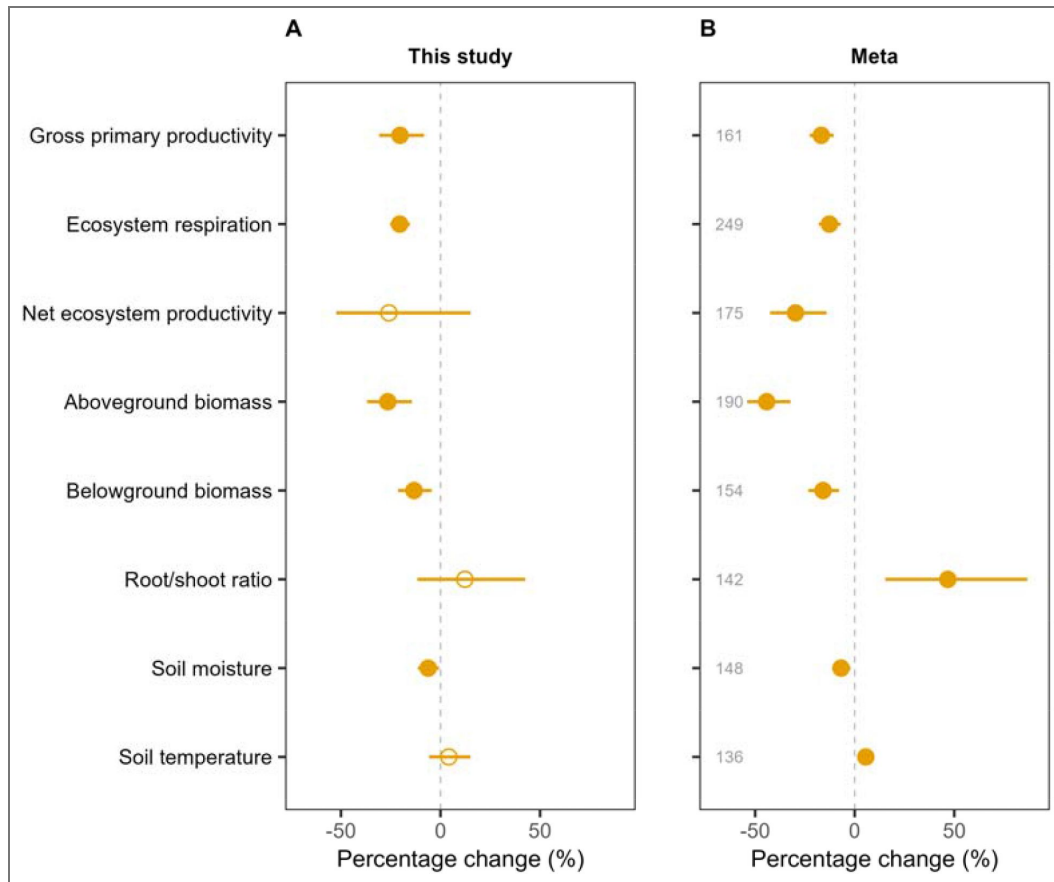 A
B
This study
Meta
Gross primary productivity
161
Ecosystem respiration
249
Net ecosystem productivity
175
Aboveground biomass
190
Belowground biomass
154
Root/shoot ratio
142
Soil moisture
148
Soil temperature
136
-50 0 50
-50 0 50
Percentage change (%)
Percentage change (%)